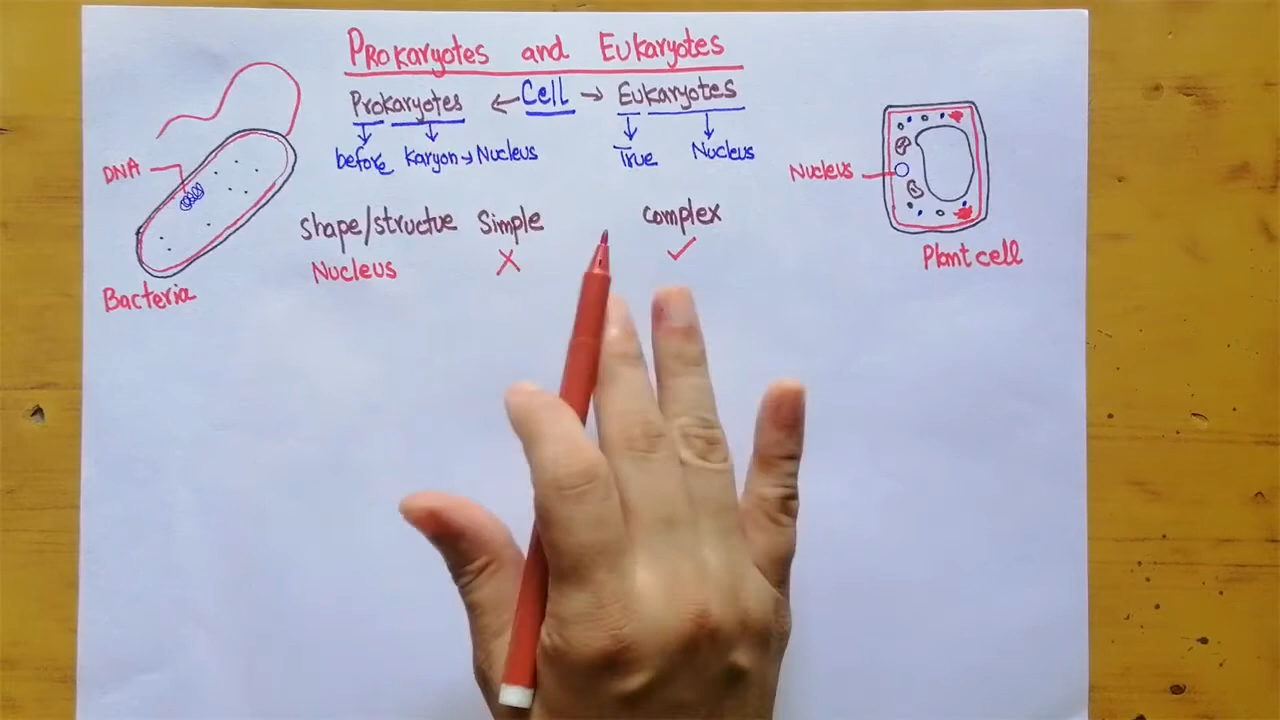 Prokaryotes and Eukaryotes
Prokaryotes ← Cell → Eukaryotes
before Karyon → Nucleus True Nucleus
DNA
Nucleus
shape/structue Simple complex
Nucleus X ✓
Plant cell
Bacteria